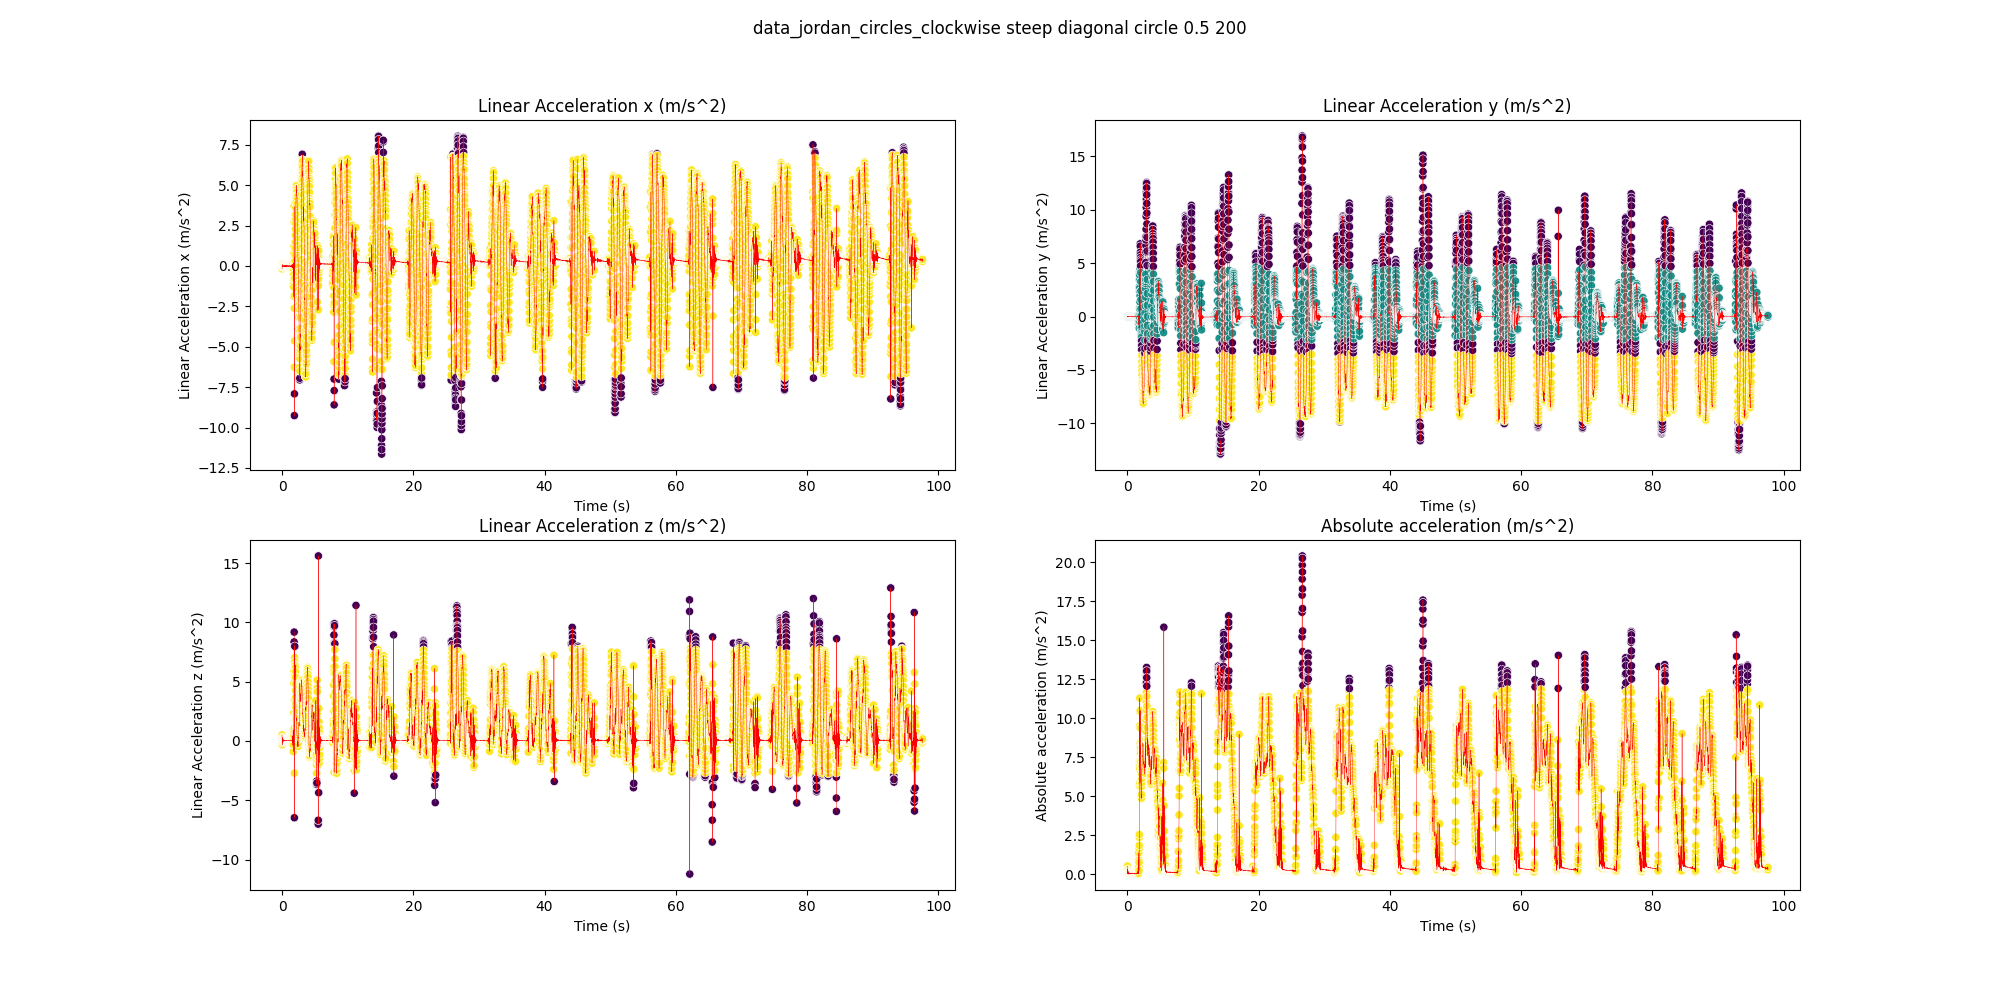 data_jordan_circles_clockwise steep diagonal circle 0.5 200
Linear Acceleration x (m/s^2)
Linear Acceleration x (m/s^2)
7.5
5.0
2.5
0.0
−2.5
−5.0
−7.5
−10.0
−12.5
0 20 40 60 80 100
Time (s)
Linear Acceleration y (m/s^2)
Linear Acceleration y (m/s^2)
15
10
5
0
−5
−10
0 20 40 60 80 100
Time (s)
Linear Acceleration z (m/s^2)
Linear Acceleration z (m/s^2)
15
10
5
0
−5
−10
0 20 40 60 80 100
Time (s)
Absolute acceleration (m/s^2)
Absolute acceleration (m/s^2)
20.0
17.5
15.0
12.5
10.0
7.5
5.0
2.5
0.0
0 20 40 60 80 100
Time (s)